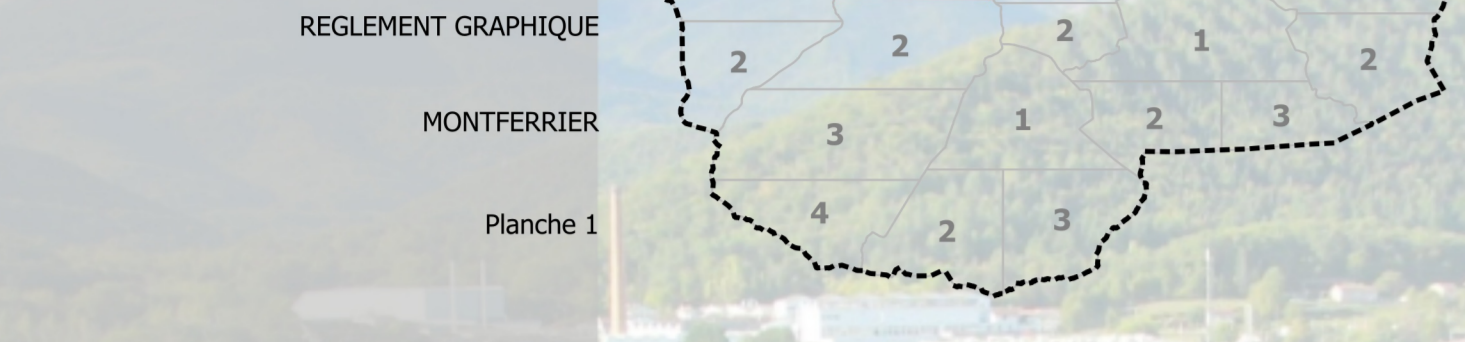 REGLEMENT GRAPHIQUE
2 2 2 1 2
MONTFERRIER
3 1 2 3
Planche 1
4 2 3